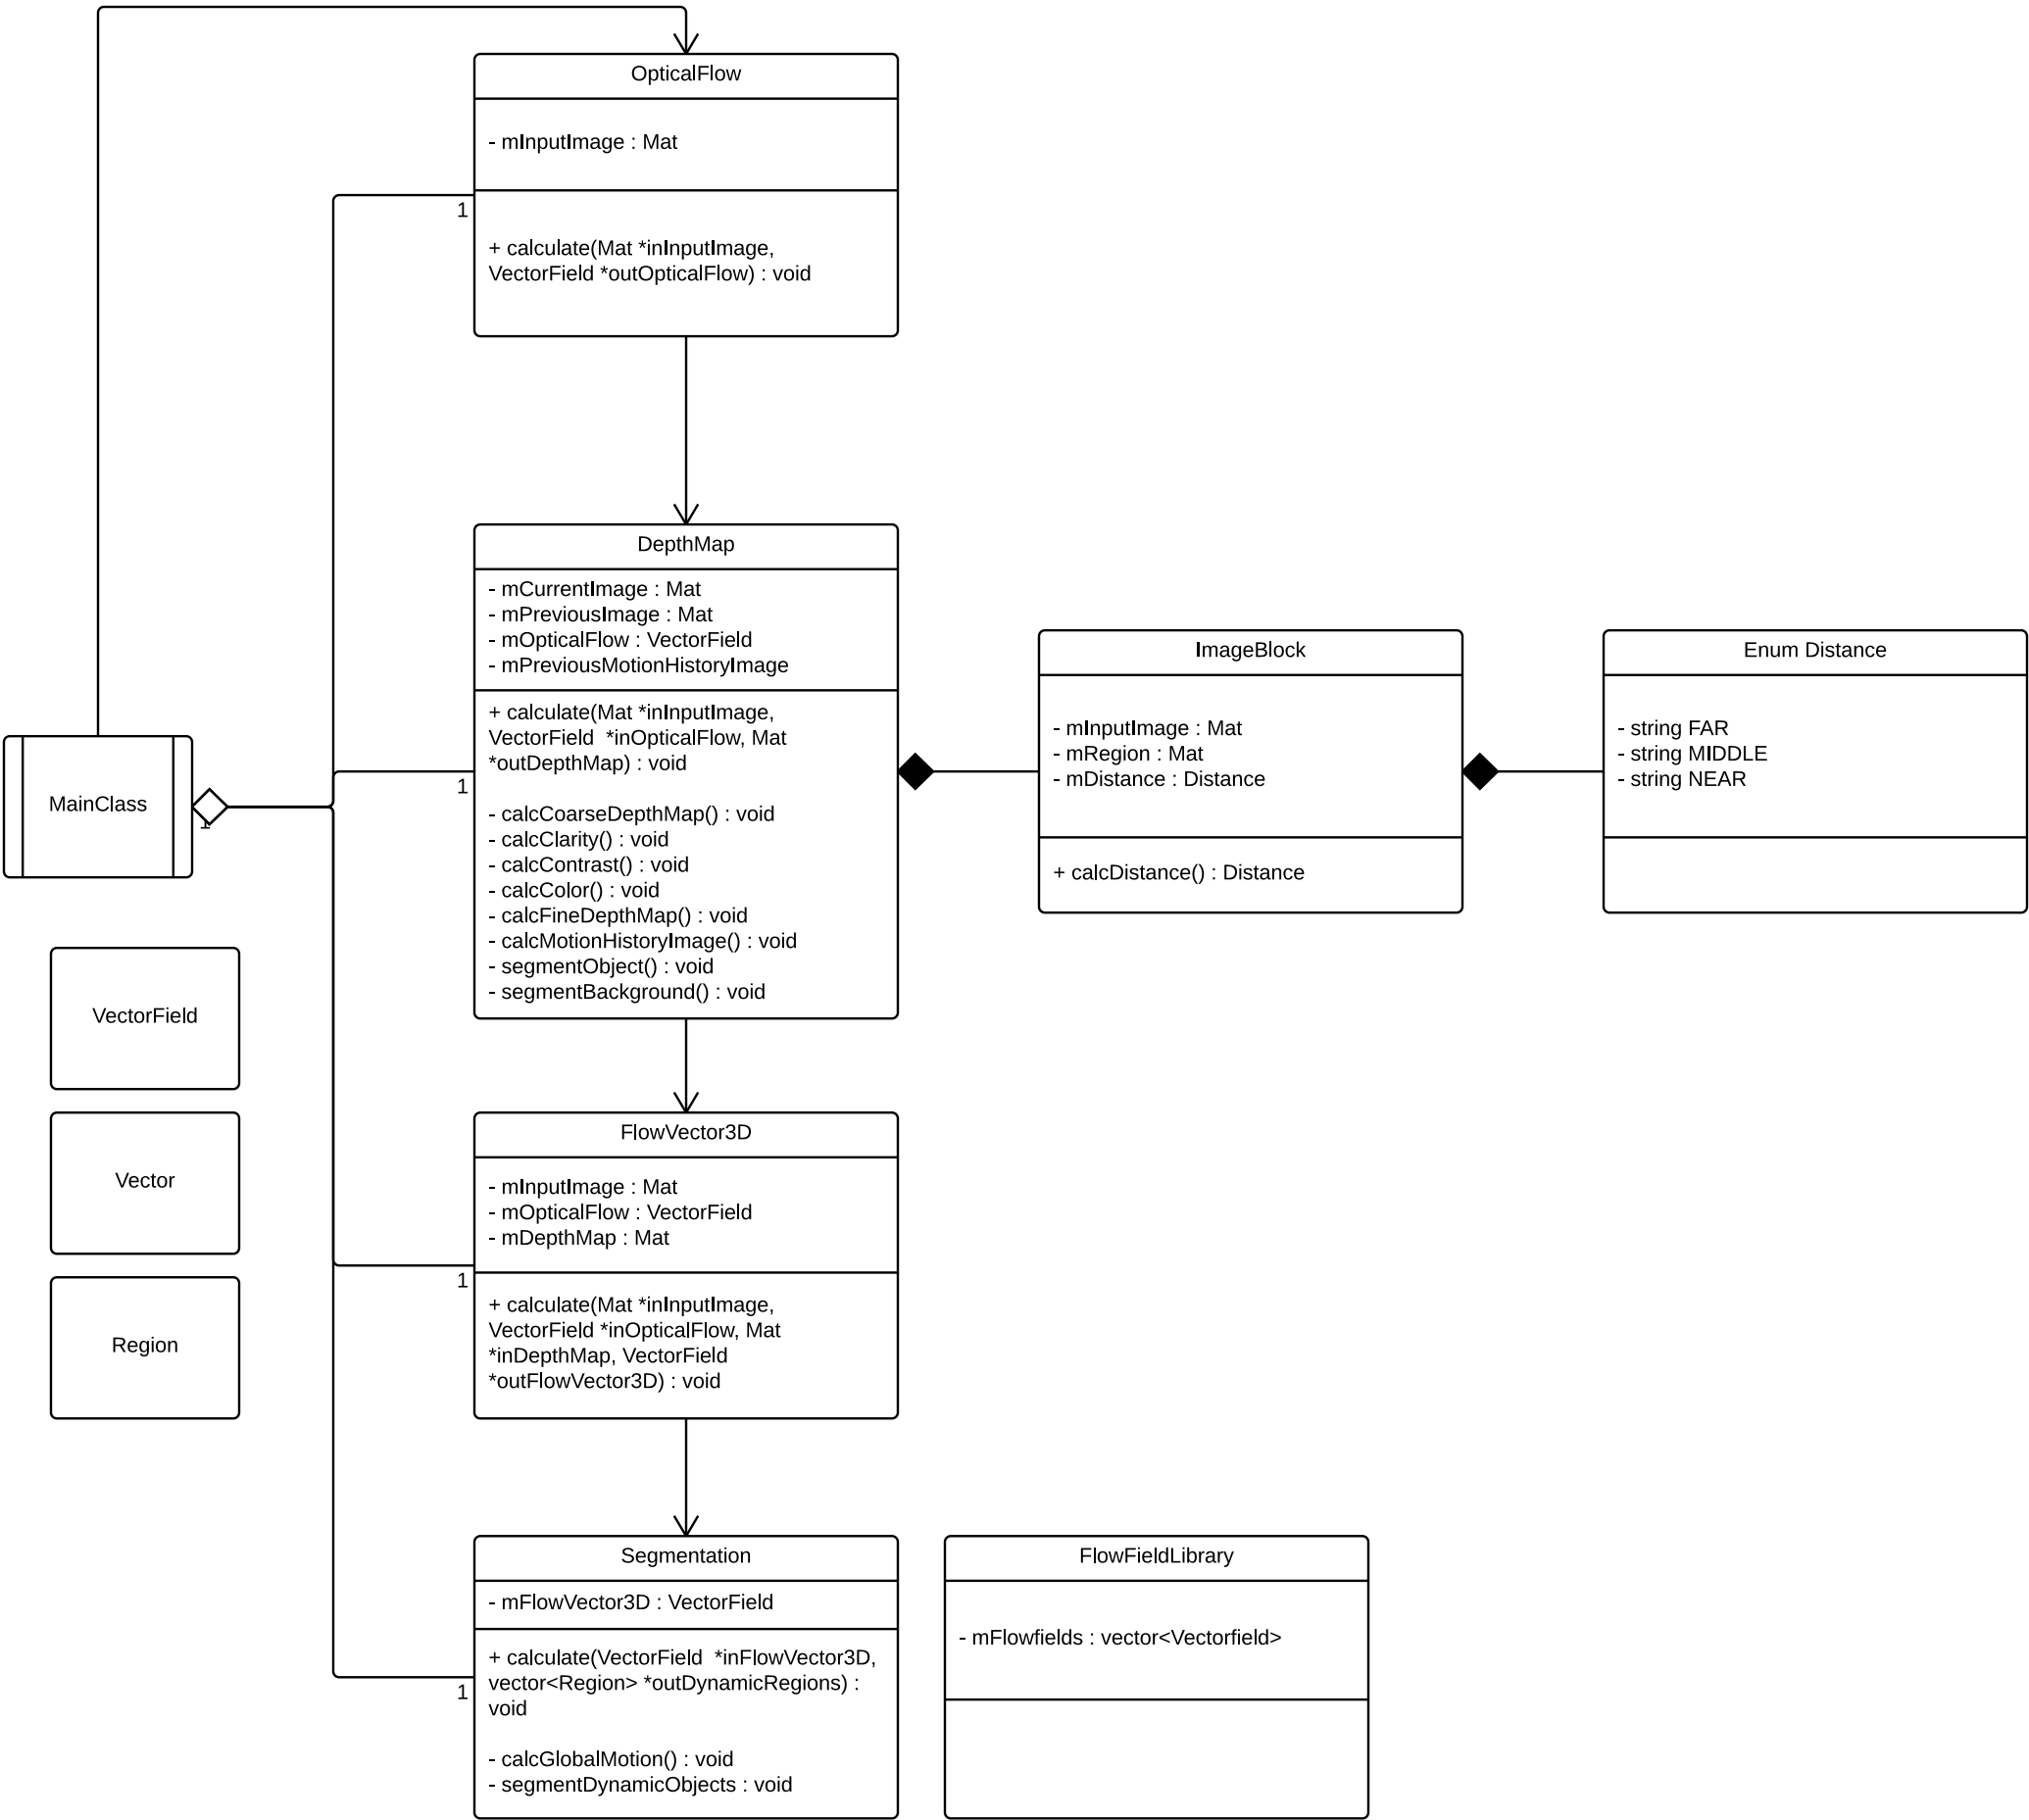 OpticalFlow
- mInputImage : Mat
1
+ calculate(Mat *inInputImage,
VectorField *outOpticalFlow) : void
DepthMap
- mCurrentImage : Mat
- mPreviousImage : Mat
- mOpticalFlow : VectorField
- mPreviousMotionHistoryImage
+ calculate(Mat *inInputImage,
VectorField  *inOpticalFlow, Mat
*outDepthMap) : void
1
- calcCoarseDepthMap() : void
- calcClarity() : void
- calcContrast() : void
- calcColor() : void
- calcFineDepthMap() : void
- calcMotionHistoryImage() : void
- segmentObject() : void
- segmentBackground() : void
ImageBlock
- mInputImage : Mat
- mRegion : Mat
- mDistance : Distance
+ calcDistance() : Distance
Enum Distance
- string FAR
- string MIDDLE
- string NEAR
MainClass
1
VectorField
Vector
Region
FlowVector3D
- mInputImage : Mat
- mOpticalFlow : VectorField
- mDepthMap : Mat
1
+ calculate(Mat *inInputImage,
VectorField *inOpticalFlow, Mat
*inDepthMap, VectorField
*outFlowVector3D) : void
Segmentation
- mFlowVector3D : VectorField
+ calculate(VectorField  *inFlowVector3D,
vector<Region> *outDynamicRegions) :
void
1
- calcGlobalMotion() : void
- segmentDynamicObjects : void
FlowFieldLibrary
- mFlowfields : vector<Vectorfield>